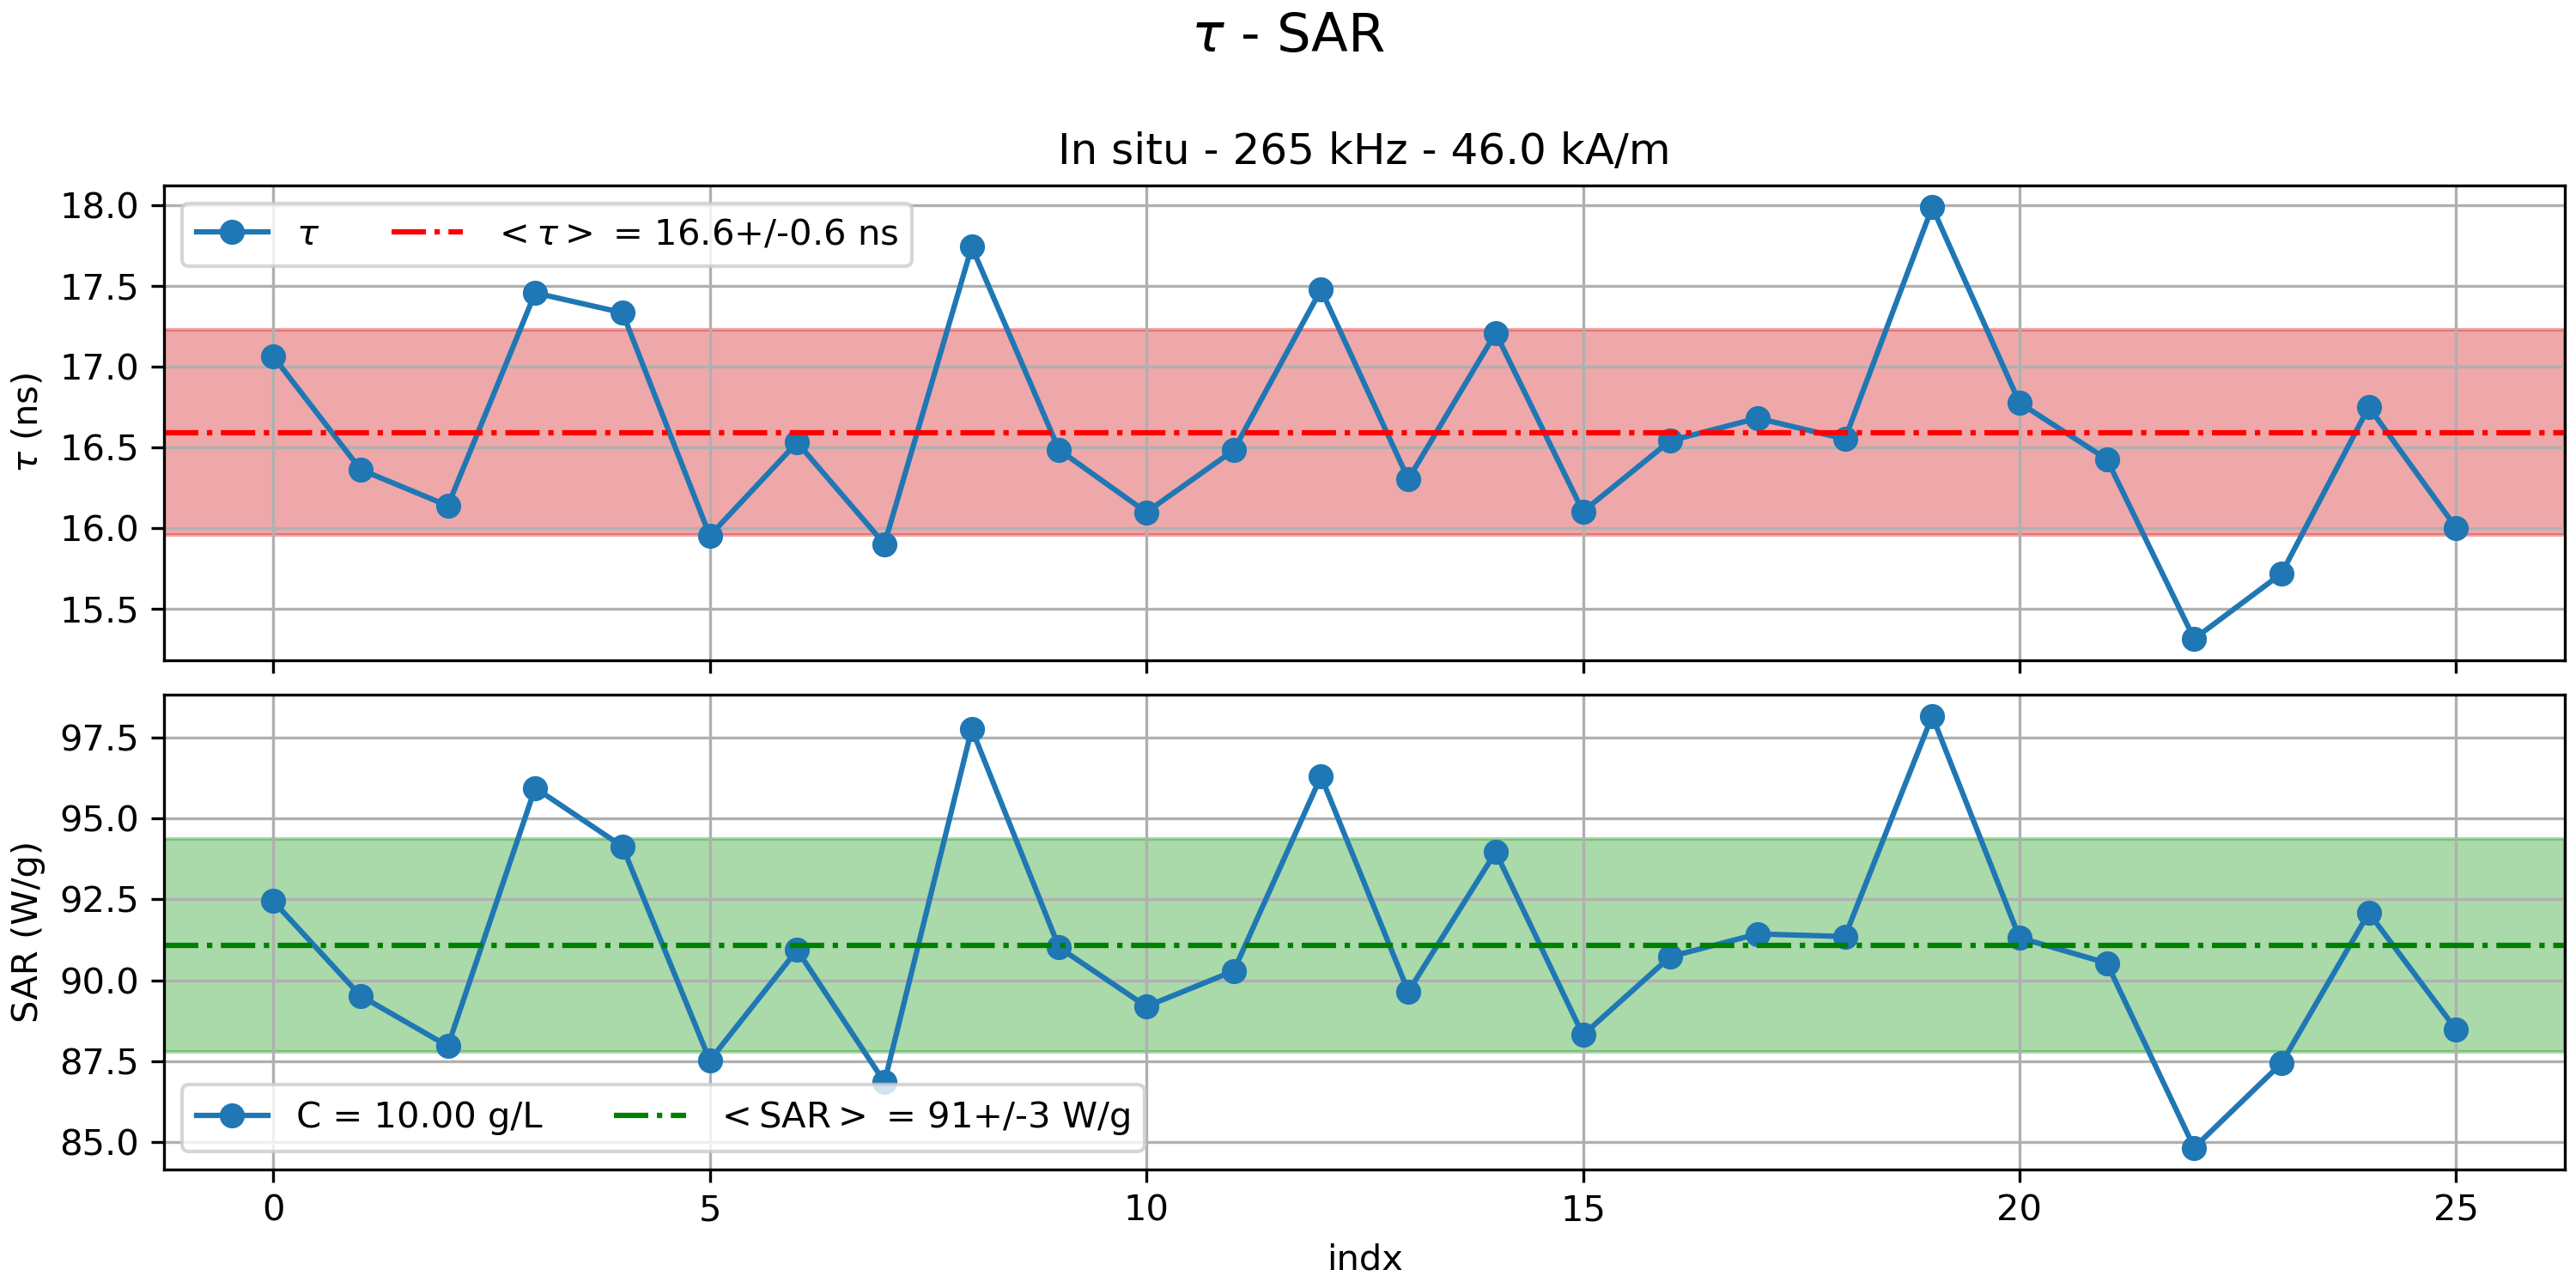 τ - SAR
In situ - 265 kHz - 46.0 kA/m
τ (ns)
18.0
17.5
17.0
16.5
16.0
15.5
τ
<τ> = 16.6+/-0.6 ns
SAR (W/g)
97.5
95.0
92.5
90.0
87.5
85.0
C = 10.00 g/L
<SAR> = 91+/-3 W/g
0 5 10 15 20 25
indx